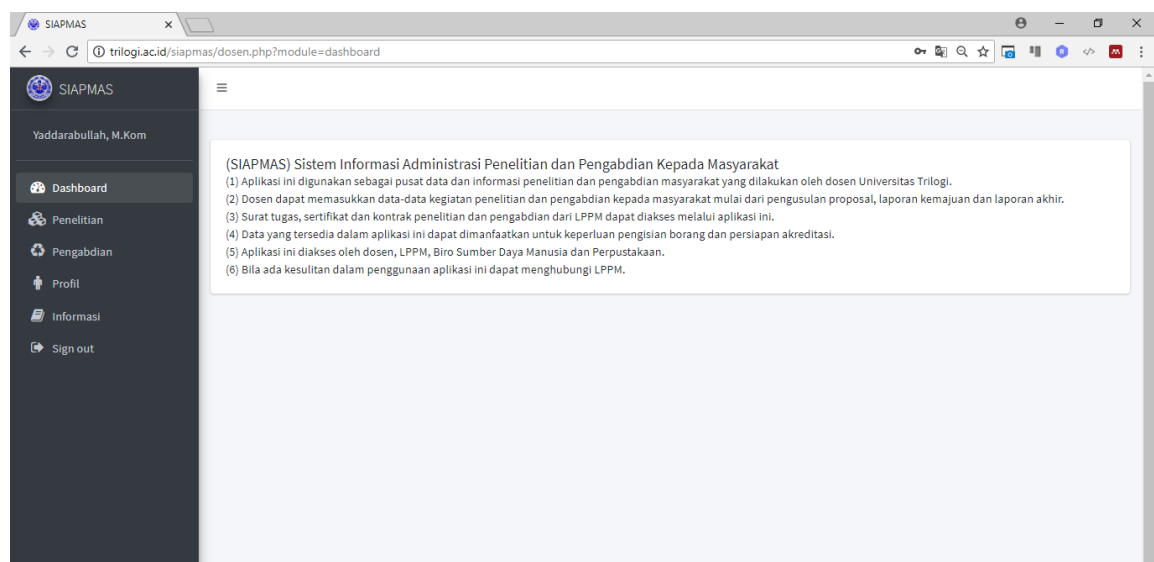 SIAPMAS
trilogi.ac.id/siapmas/dosen.php?module=dashboard
SIAPMAS
Yaddarabullah, M.Kom
Dashboard
Penelitian
Pengabdian
Profil
Informasi
Sign out
(SIAPMAS) Sistem Informasi Administrasi Penelitian dan Pengabdian Kepada Masyarakat
(1) Aplikasi ini digunakan sebagai pusat data dan informasi penelitian dan pengabdian masyarakat yang dilakukan oleh dosen Universitas Trilogi.
(2) Dosen dapat memasukkan data-data kegiatan penelitian dan pengabdian kepada masyarakat mulai dari pengusulan proposal, laporan kemajuan dan laporan akhir.
(3) Surat tugas, sertifikat dan kontrak penelitian dan pengabdian dari LPPM dapat diakses melalui aplikasi ini.
(4) Data yang tersedia dalam aplikasi ini dapat dimanfaatkan untuk keperluan pengisian borang dan persiapan akreditasi.
(5) Aplikasi ini diakses oleh dosen, LPPM, Biro Sumber Daya Manusia dan Perpustakaan.
(6) Bila ada kesulitan dalam penggunaan aplikasi ini dapat menghubungi LPPM.